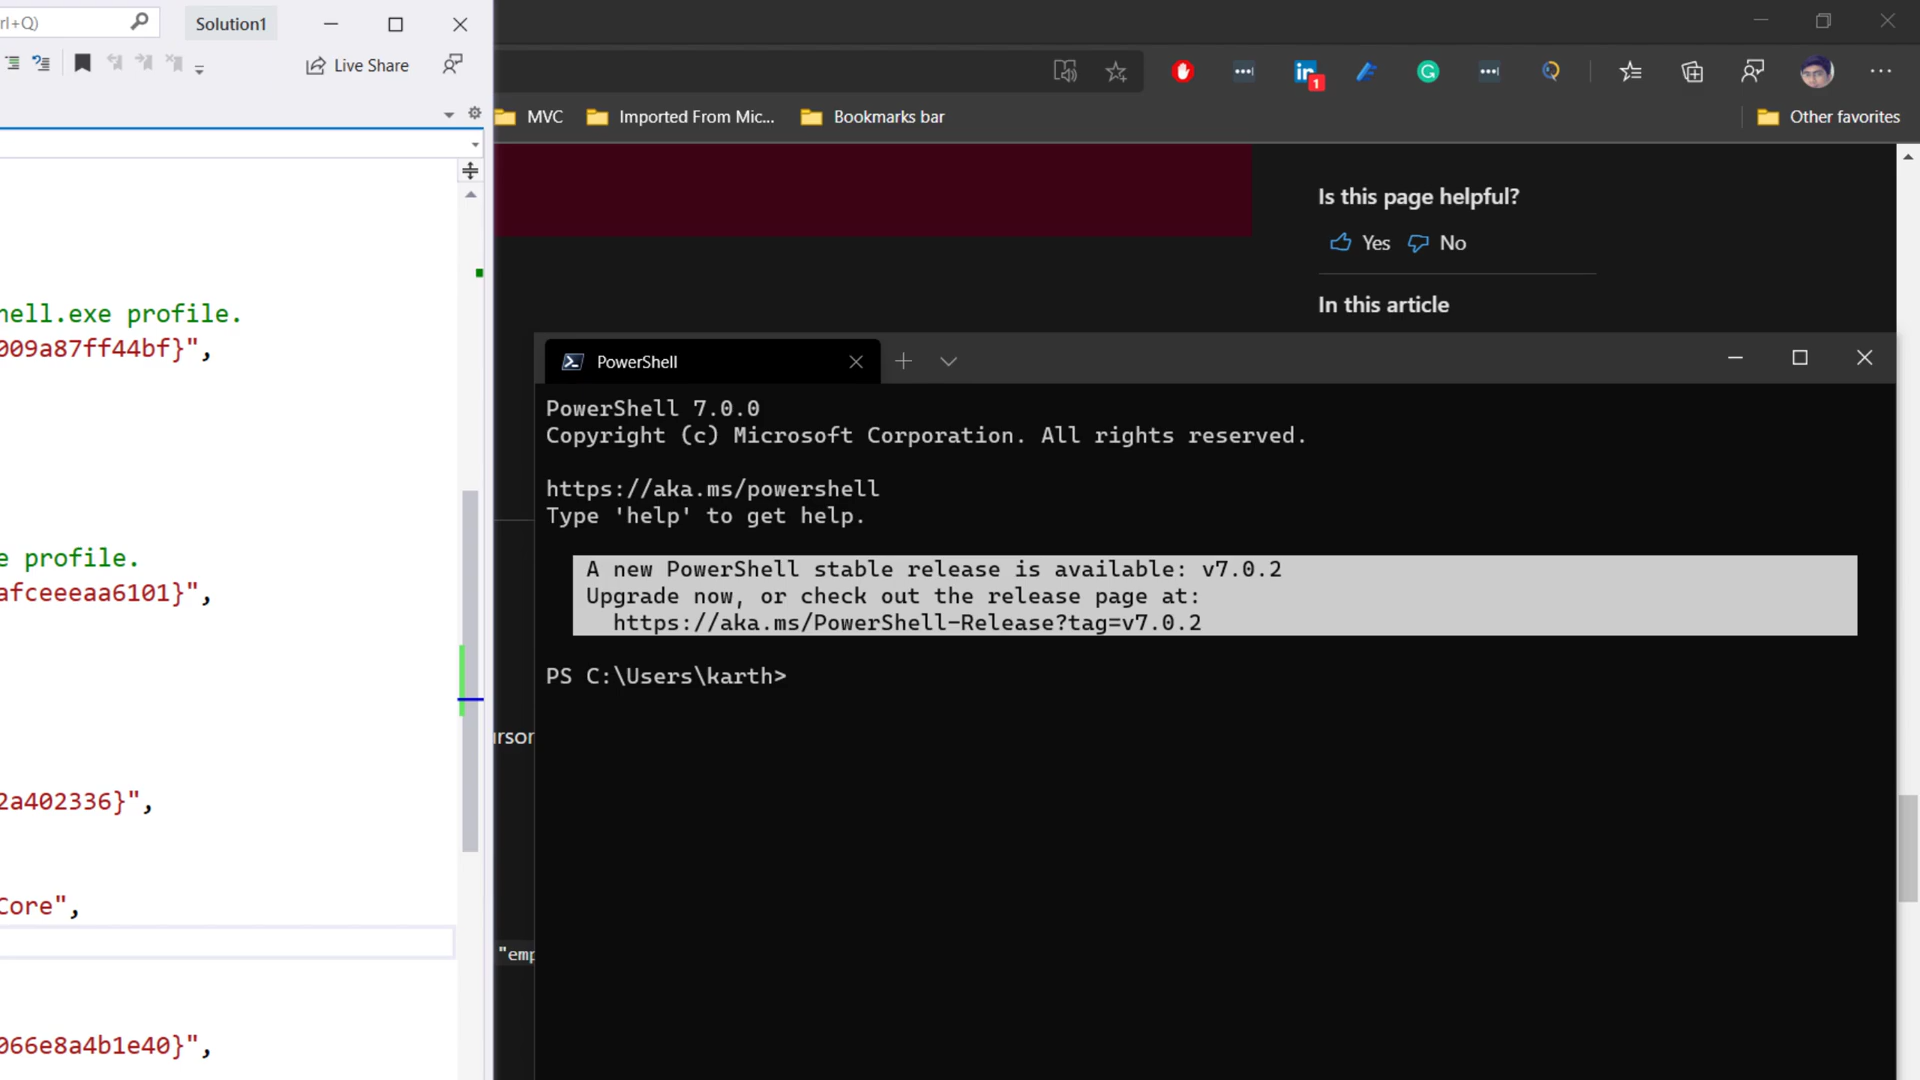 rl+Q)
Solution1
Live Share
MVC
Imported From Mic...
Bookmarks bar
Other favorites
1
Is this page helpful?
Yes
No
In this article
hell.exe profile.
009a87ff44bf}",
e profile.
afceeeaa6101}",
2a402336}",
Core",
066e8a4b1e40}",
ursor
"emp
PowerShell
PowerShell 7.0.0
Copyright (c) Microsoft Corporation. All rights reserved.
https://aka.ms/powershell
Type 'help' to get help.
A new PowerShell stable release is available: v7.0.2
Upgrade now, or check out the release page at:
https://aka.ms/PowerShell-Release?tag=v7.0.2
PS C:\Users\karth>